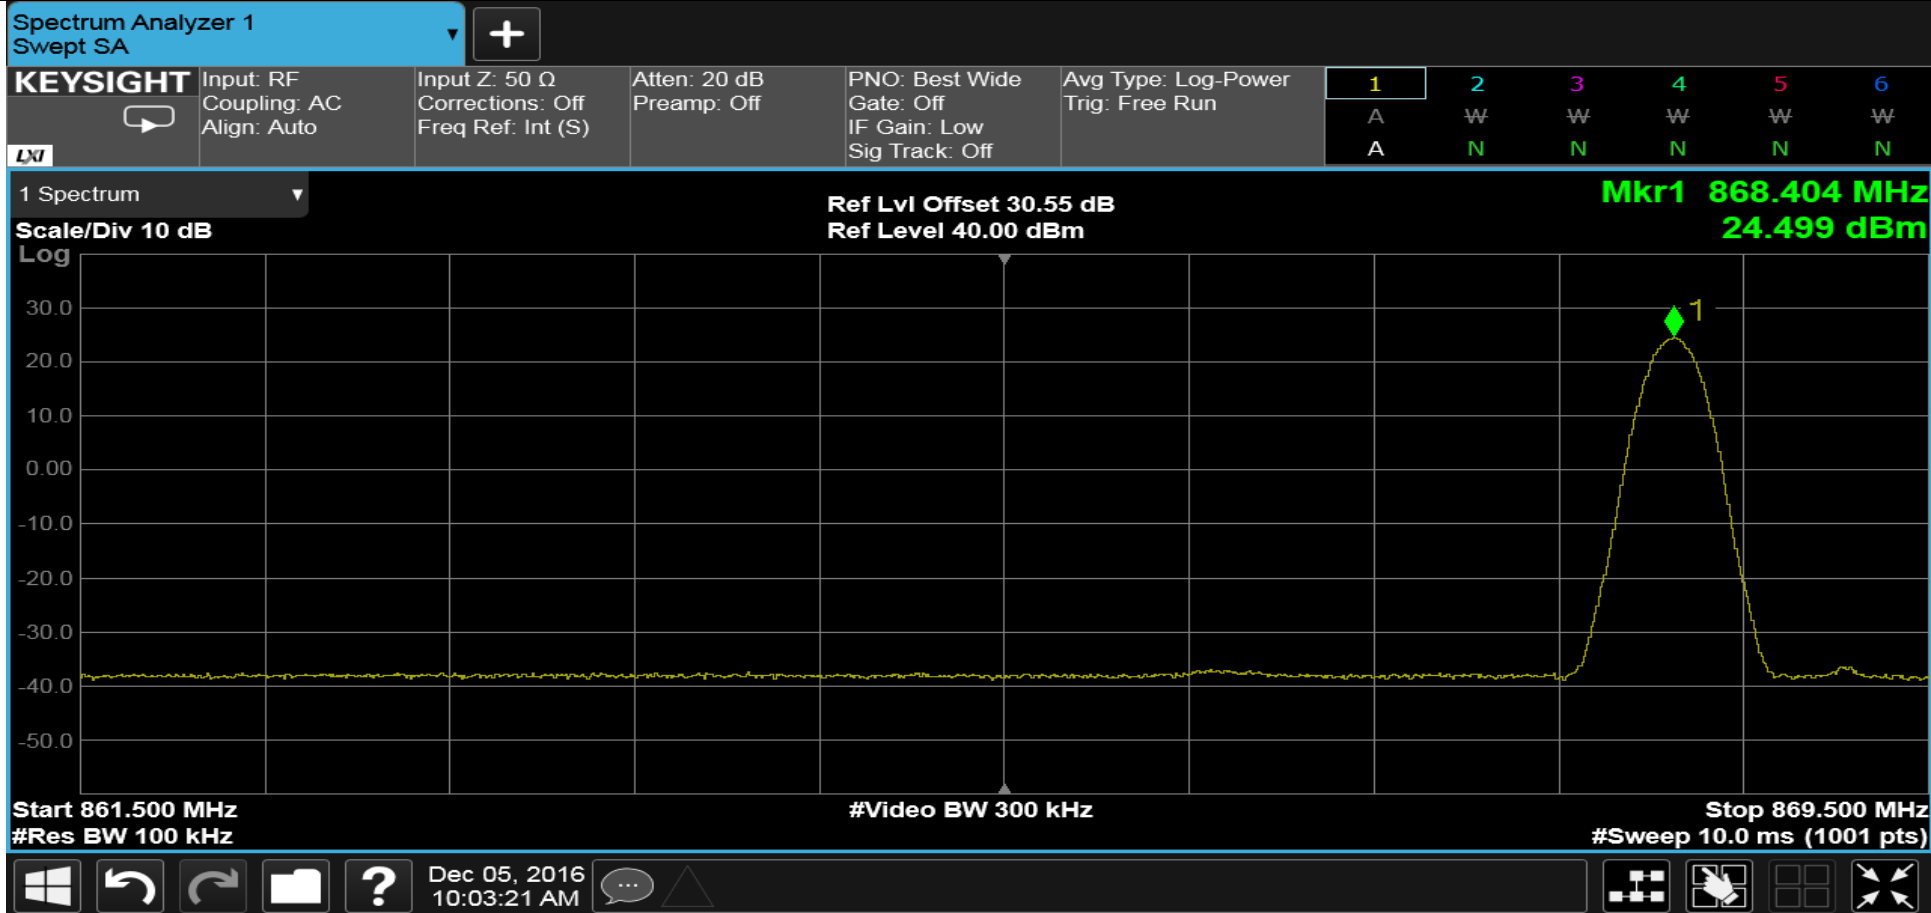 Spectrum Analyzer 1
Swept SA
KEYSIGHT
LXI
Input: RF
Coupling: AC
Align: Auto
Input Z: 50 Ω
Corrections: Off
Freq Ref: Int (S)
Atten: 20 dB
Preamp: Off
PNO: Best Wide
Gate: Off
IF Gain: Low
Sig Track: Off
Avg Type: Log-Power
Trig: Free Run
1 2 3 4 5 6
A W W W W W
A N N N N N
1 Spectrum
Scale/Div 10 dB
Log
Ref Lvl Offset 30.55 dB
Ref Level 40.00 dBm
Mkr1 868.404 MHz
24.499 dBm
1
30.0
20.0
10.0
0.00
-10.0
-20.0
-30.0
-40.0
-50.0
Start 861.500 MHz
#Res BW 100 kHz
#Video BW 300 kHz
Stop 869.500 MHz
#Sweep 10.0 ms (1001 pts)
?
Dec 05, 2016
10:03:21 AM